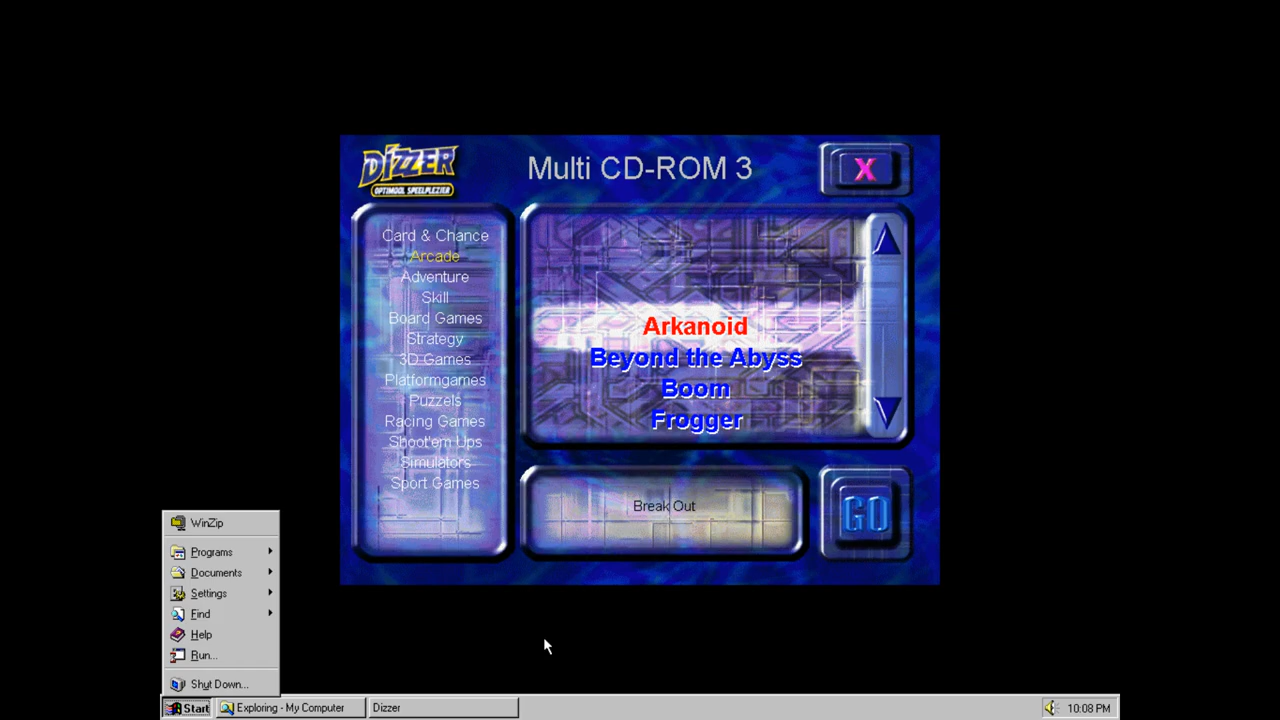 DIZZER
OPTIMAAL SPEELPLEZIER
Multi CD-ROM 3
X
Card & Chance
Arcade
Adventure
Skill
Board Games
Strategy
3D Games
Platformgames
Puzzels
Racing Games
Shoot'em Ups
Simulators
Sport Games
Arkanoid
Beyond the Abyss
Boom
Frogger
Break Out
GO
WinZip
Programs
Documents
Settings
Find
Help
Run...
Shut Down...
Start
Exploring - My Computer
Dizzer
10:08 PM